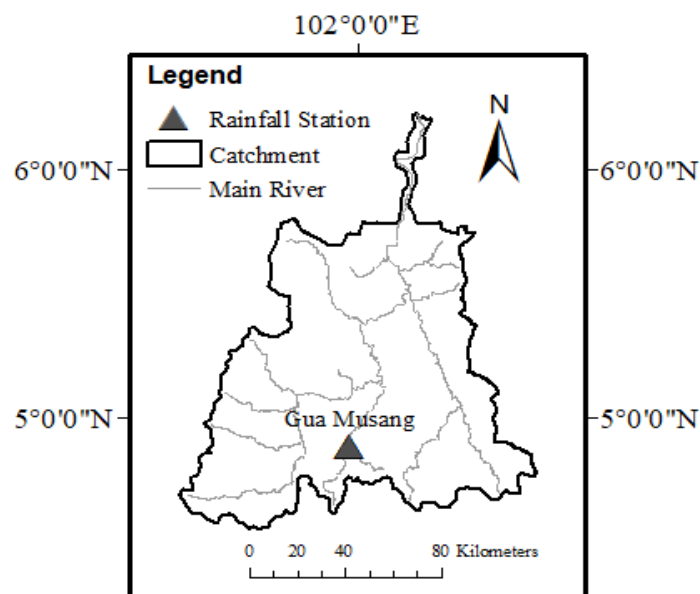 102°0'0"E
Legend
Rainfall Station
Catchment
Main River
N
6°0'0"N 6°0'0"N
5°0'0"N 5°0'0"N
Gua Musang
0 20 40 80 Kilometers